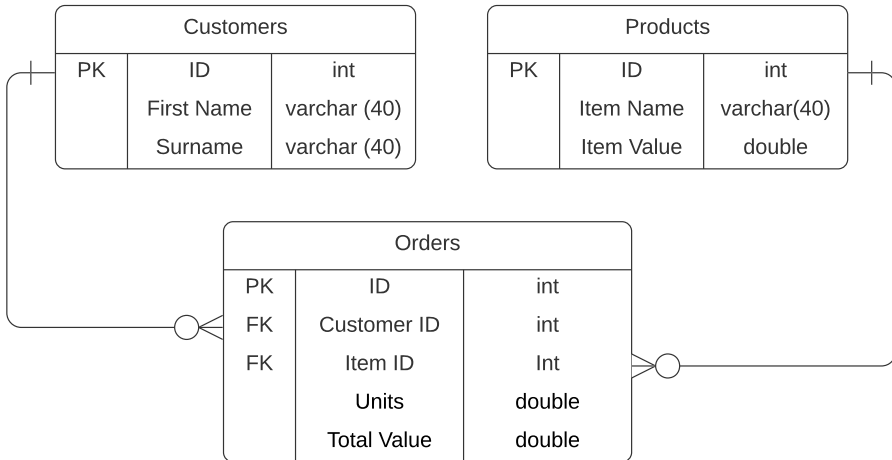 Customers
PK ID int
First Name varchar (40)
Surname varchar (40)
Products
PK ID int
Item Name varchar(40)
Item Value double
Orders
PK ID int
FK Customer ID int
FK Item ID Int
Units double
Total Value double